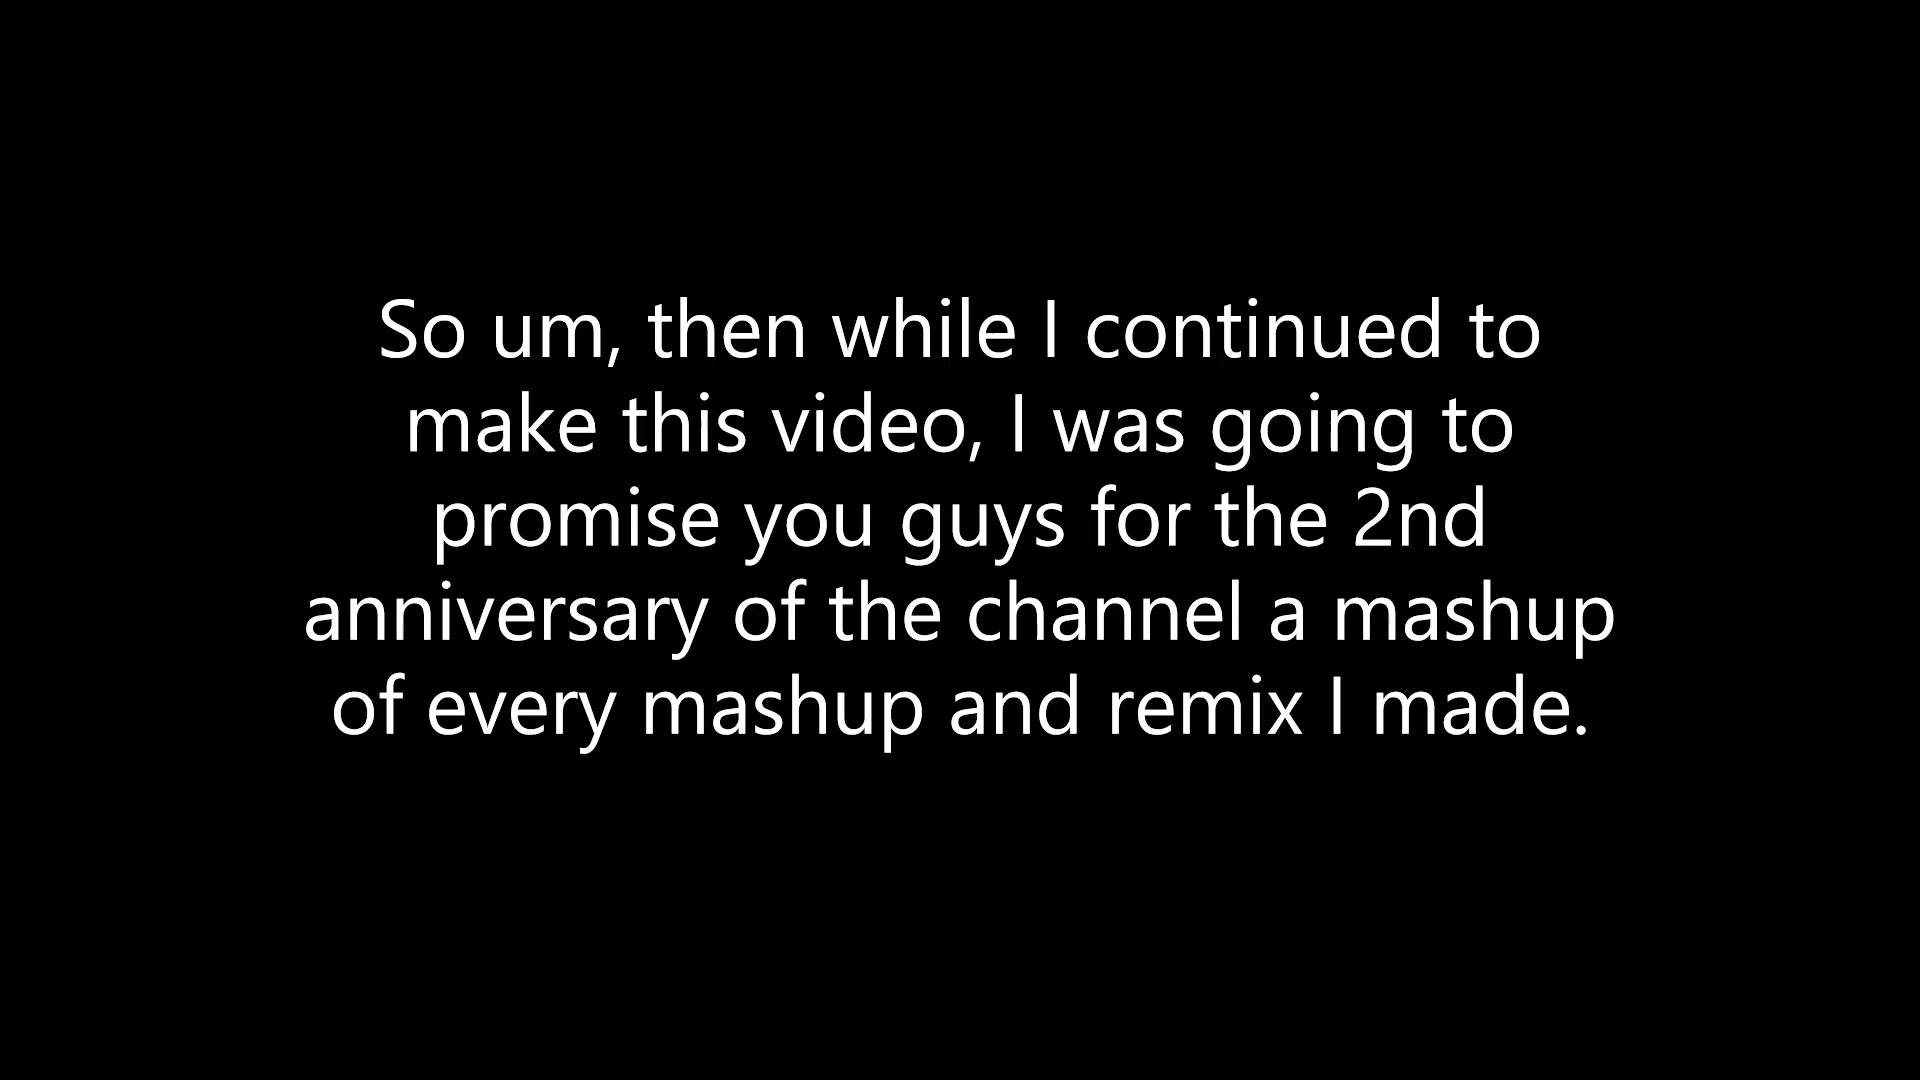 So um, then while I continued to
make this video, I was going to
promise you guys for the 2nd
anniversary of the channel a mashup
of every mashup and remix I made.